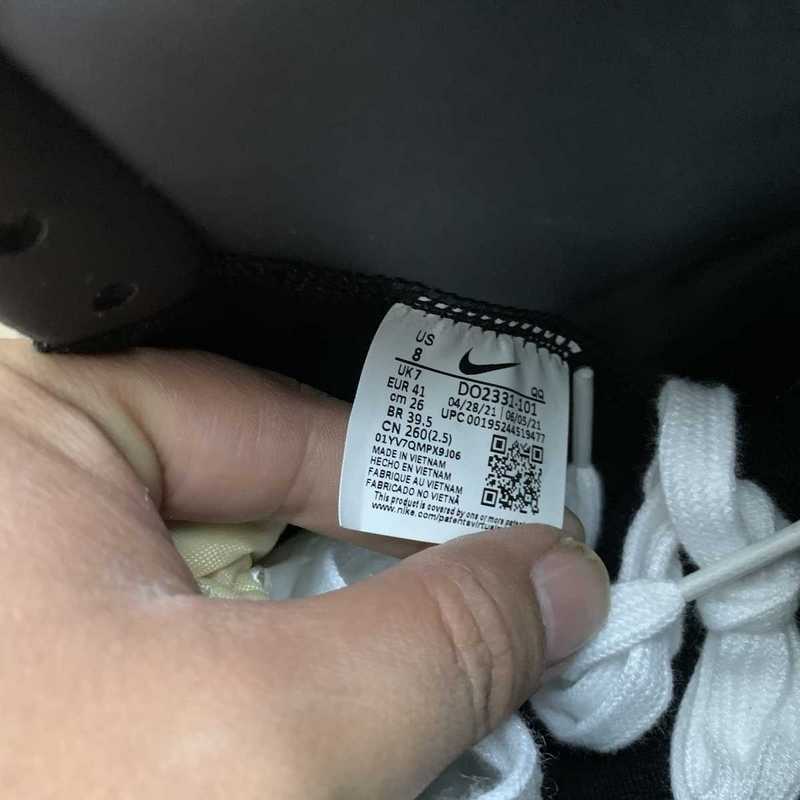 US
8
UK 7
EUR 41
cm 26
BR 39,5
CN 260(2.5)
01YV7QMPX9J06
QQ
DO2331-101
04/28/21 | 06/05/21
UPC 00195244519477
MADE IN VIETNAM
HECHO EN VIETNAM
FABRIQUE AU VIETNAM
FABRICADO NO VIETNÃ
This product is covered by one or more
www.nike.com/